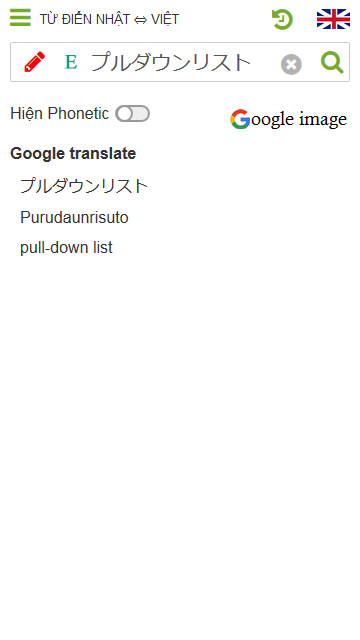 TỪ ĐIỂN NHẬT ⇔ VIỆT
E プルダウンリスト
Hiện Phonetic
Google image
Google translate
プルダウンリスト
Purudaunrisuto
pull-down list